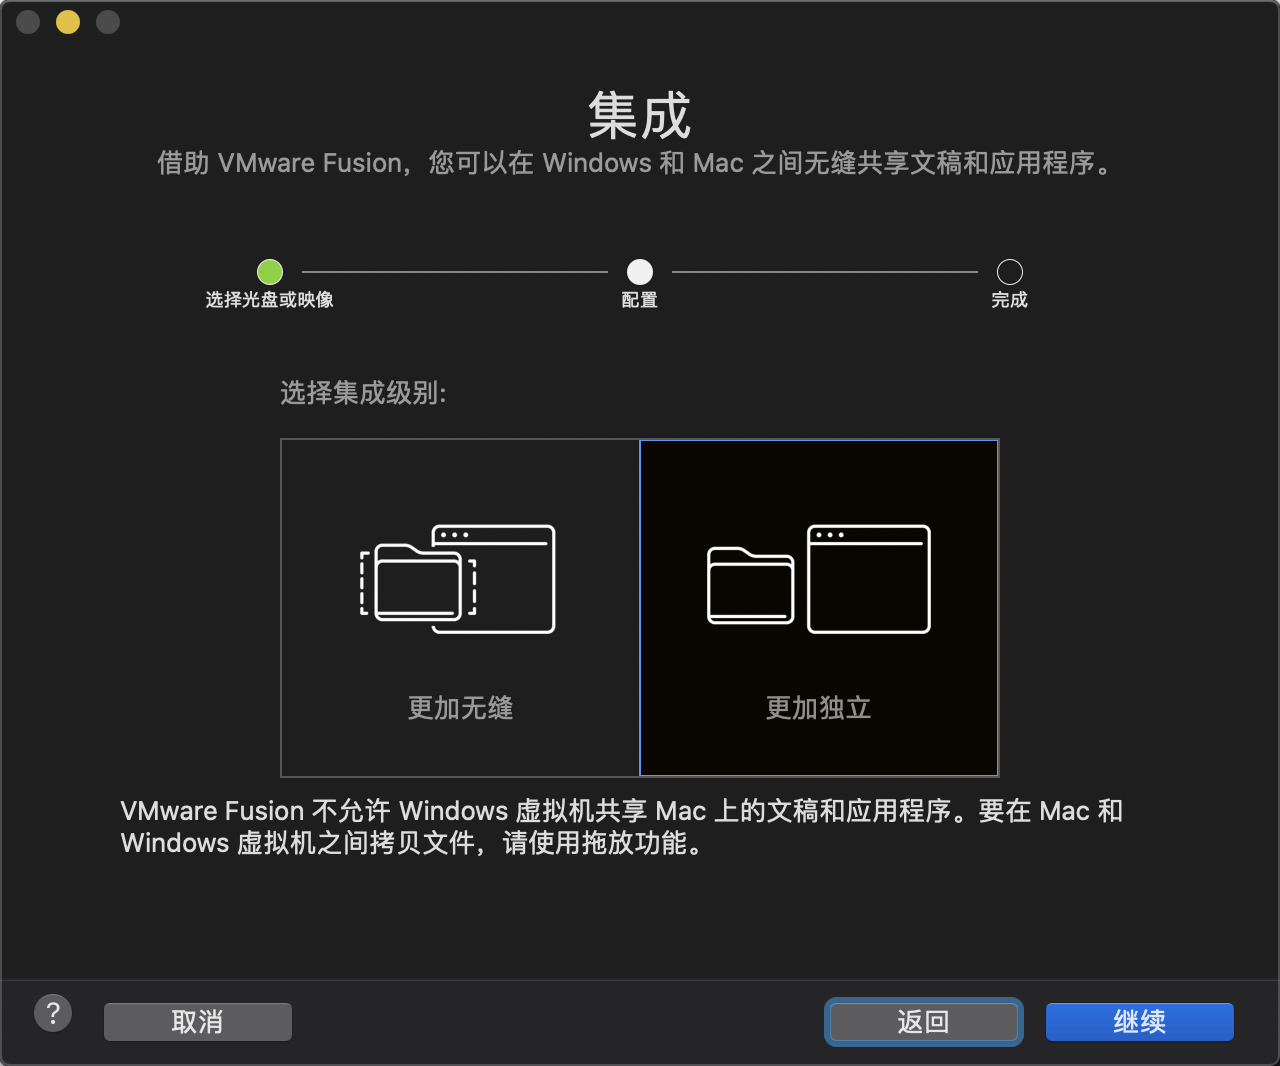 集成
借助 VMware Fusion，您可以在 Windows 和 Mac 之间无缝共享文稿和应用程序。
选择光盘或映像
配置
完成
选择集成级别:
更加无缝
更加独立
VMware Fusion 不允许 Windows 虚拟机共享 Mac 上的文稿和应用程序。要在 Mac 和
Windows 虚拟机之间拷贝文件，请使用拖放功能。
?
取消
返回
继续